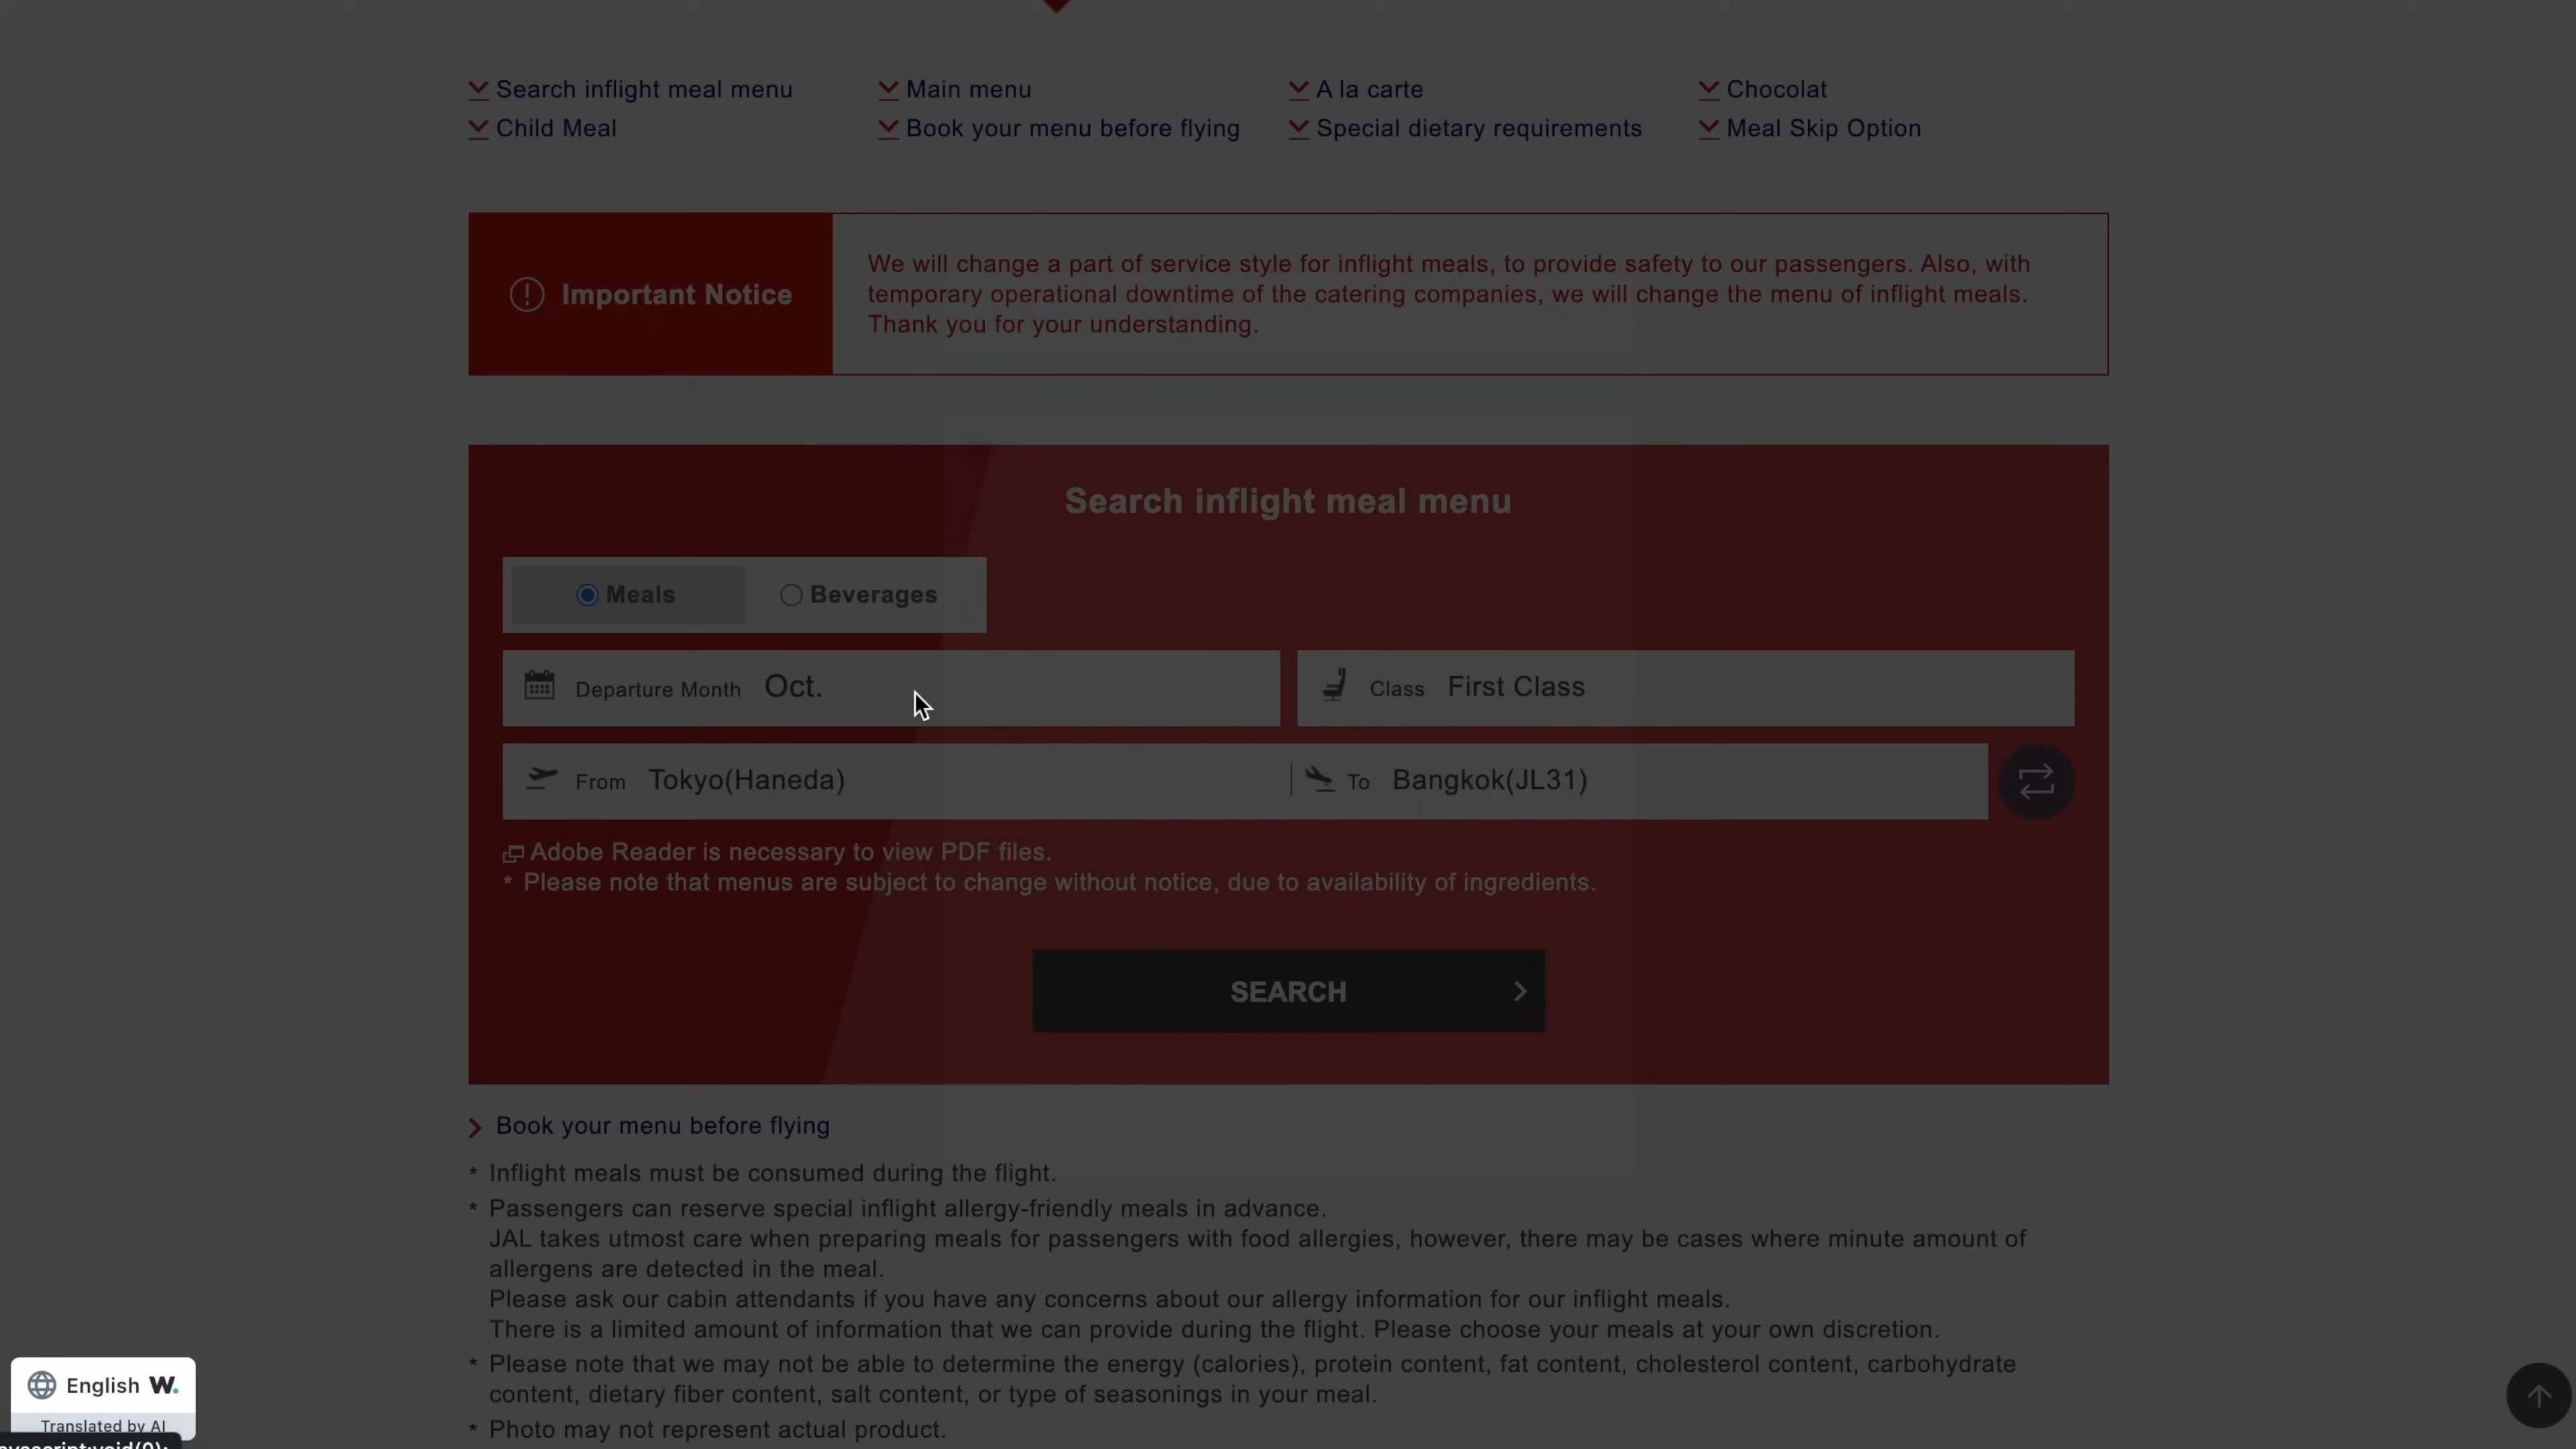 Search inflight meal menu
Main menu
A la carte
Chocolat
Child Meal
Book your menu before flying
Special dietary requirements
Meal Skip Option
Important Notice
We will change a part of service style for inflight meals, to provide safety to our passengers. Also, with
temporary operational downtime of the catering companies, we will change the menu of inflight meals.
Thank you for your understanding.
Search inflight meal menu
Meals
Beverages
Departure Month Oct.
Class First Class
From Tokyo(Haneda)
To Bangkok(JL31)
Adobe Reader is necessary to view PDF files.
* Please note that menus are subject to change without notice, due to availability of ingredients.
SEARCH
Book your menu before flying
* Inflight meals must be consumed during the flight.
* Passengers can reserve special inflight allergy-friendly meals in advance.
JAL takes utmost care when preparing meals for passengers with food allergies, however, there may be cases where minute amount of
allergens are detected in the meal.
Please ask our cabin attendants if you have any concerns about our allergy information for our inflight meals.
There is a limited amount of information that we can provide during the flight. Please choose your meals at your own discretion.
* Please note that we may not be able to determine the energy (calories), protein content, fat content, cholesterol content, carbohydrate
content, dietary fiber content, salt content, or type of seasonings in your meal.
* Photo may not represent actual product.
English W.
Translated by AI